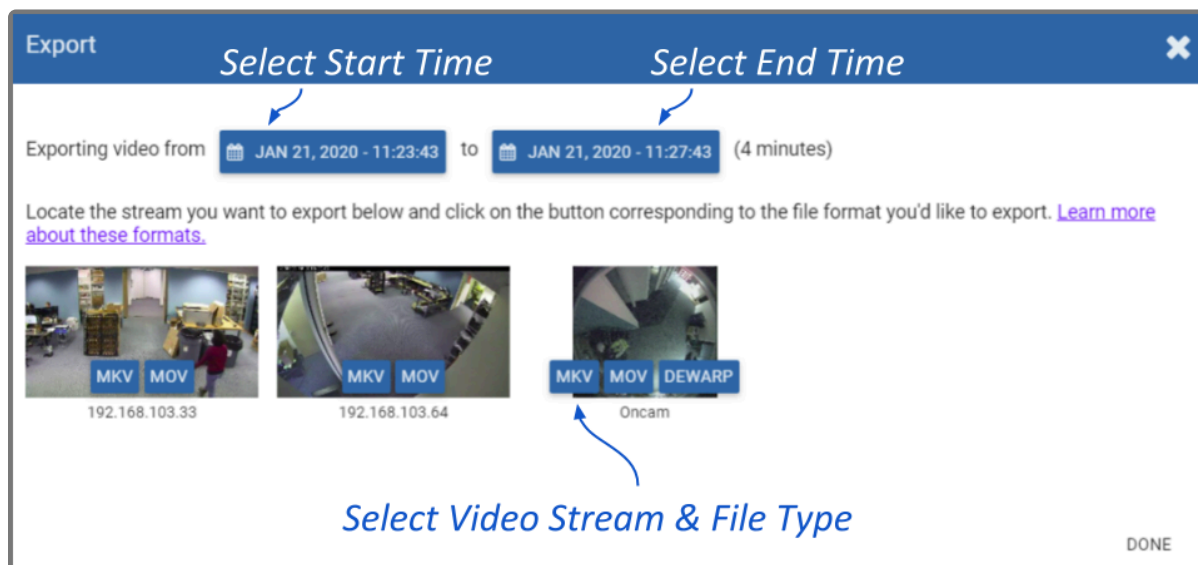 Export
Select Start Time Select End Time
Exporting video from JAN 21, 2020 - 11:23:43 to JAN 21, 2020 - 11:27:43 (4 minutes)
Locate the stream you want to export below and click on the button corresponding to the file format you'd like to export. Learn more
about these formats.
MKV MOV MKV MOV MKV MOV DEWARP
192.168.103.33 192.168.103.64 Oncam
Select Video Stream & File Type
DONE